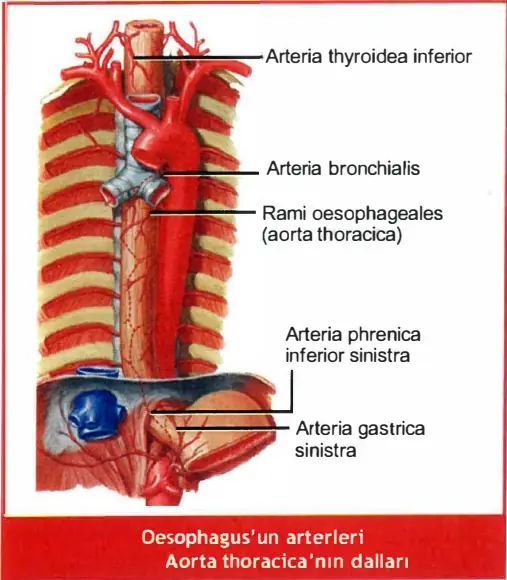 Arteria thyroidea inferior
Arteria bronchialis
Rami oesophageales
(aorta thoracica)
Arteria phrenica
inferior sinistra
Arteria gastrica
sinistra
Oesophagus'un arterleri
Aorta thoracica'nın dalları